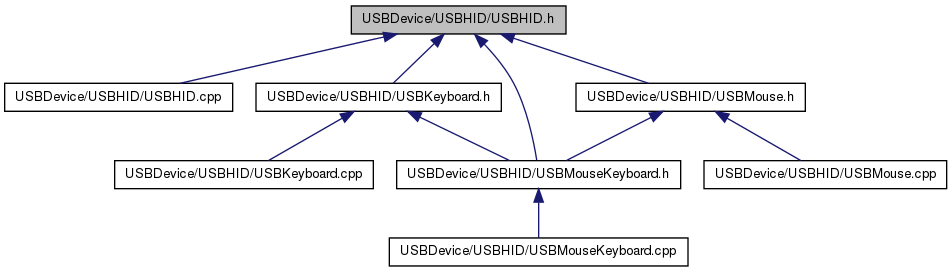 USBDevice/USBHID/USBHID.h
USBDevice/USBHID/USBHID.cpp
USBDevice/USBHID/USBKeyboard.h
USBDevice/USBHID/USBMouse.h
USBDevice/USBHID/USBKeyboard.cpp
USBDevice/USBHID/USBMouseKeyboard.h
USBDevice/USBHID/USBMouse.cpp
USBDevice/USBHID/USBMouseKeyboard.cpp